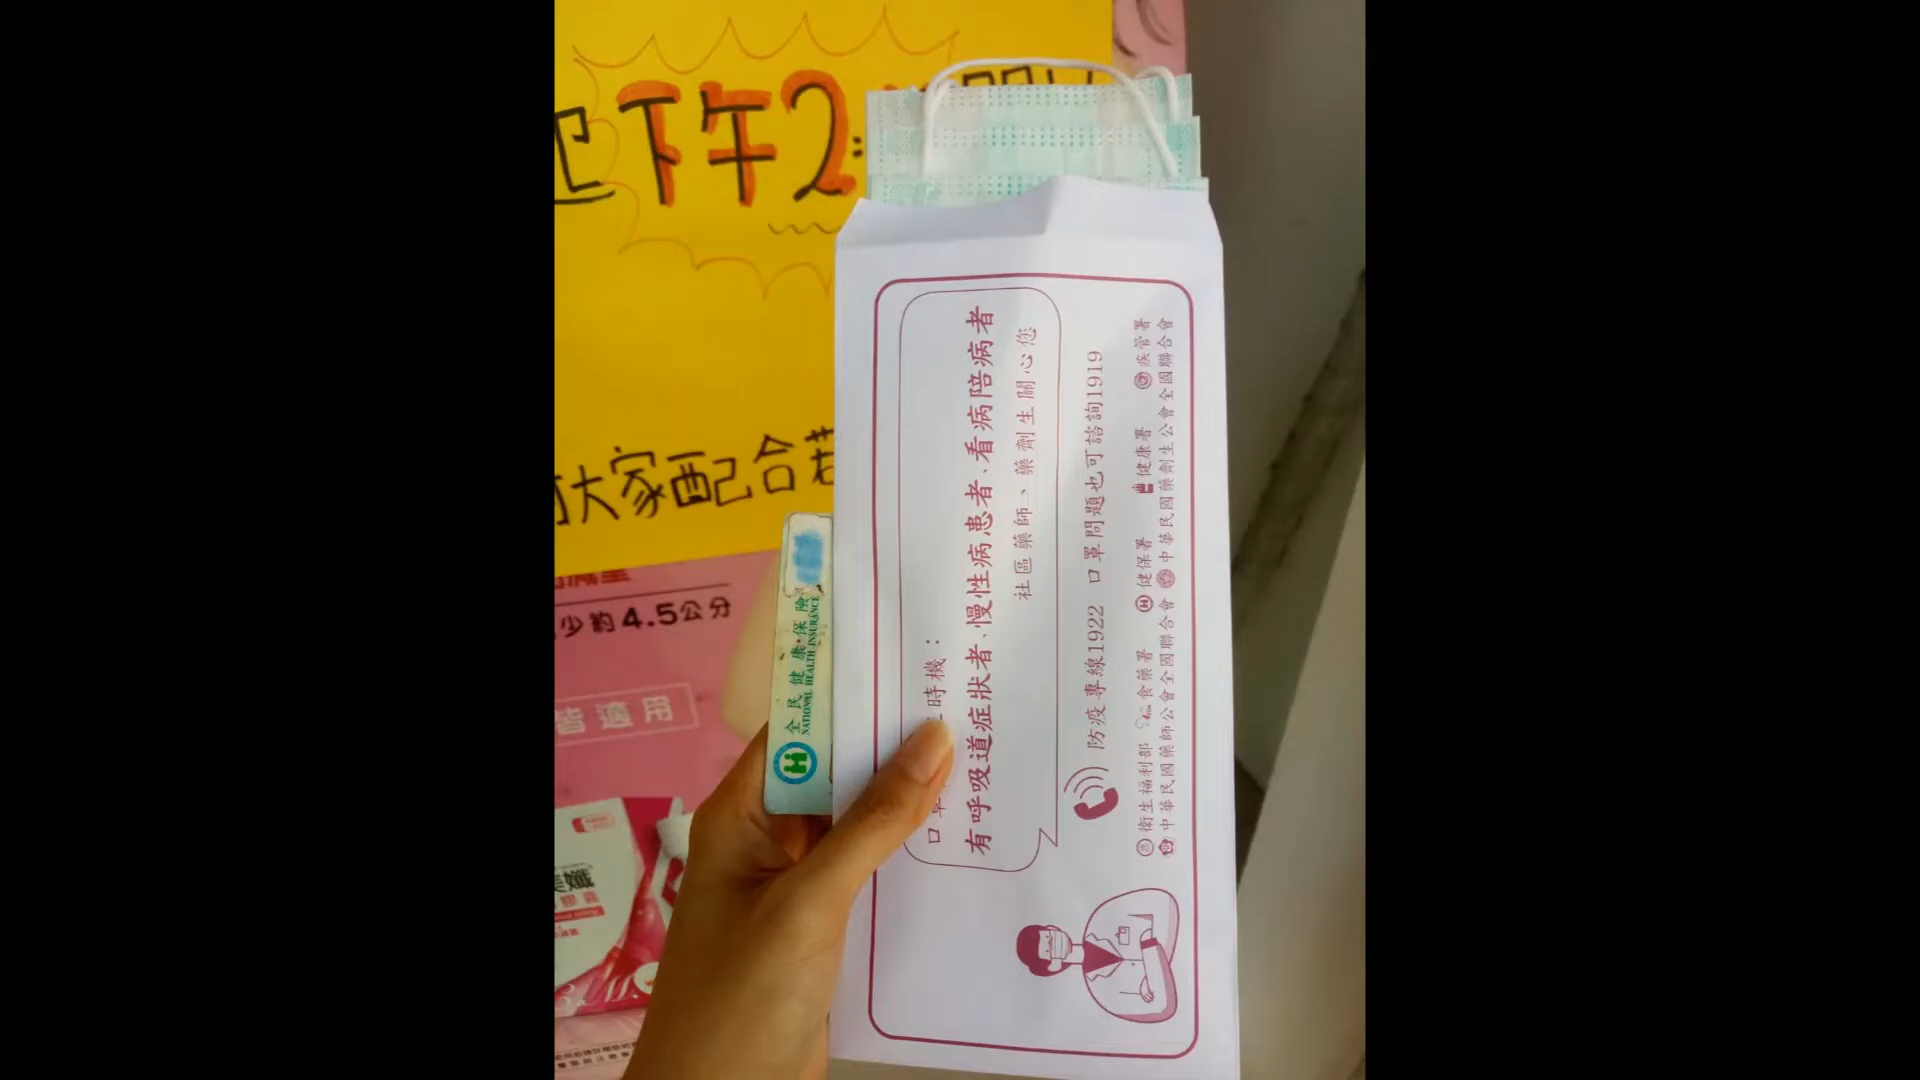 下午2:
大家配合
少約4.5公分
皆適用
全民健康保險
NATIONAL HEALTH INSURANCE
時機：
有呼吸道症狀者、慢性病患者、看病陪病者
社區藥師、藥劑生關心您
防疫專線1922 口罩問題也可諮詢1919
衛生福利部 食藥署 健保署 健康署 疾管署
中華民國藥師公會全國聯合會 中華民國藥劑生公會全國聯合會